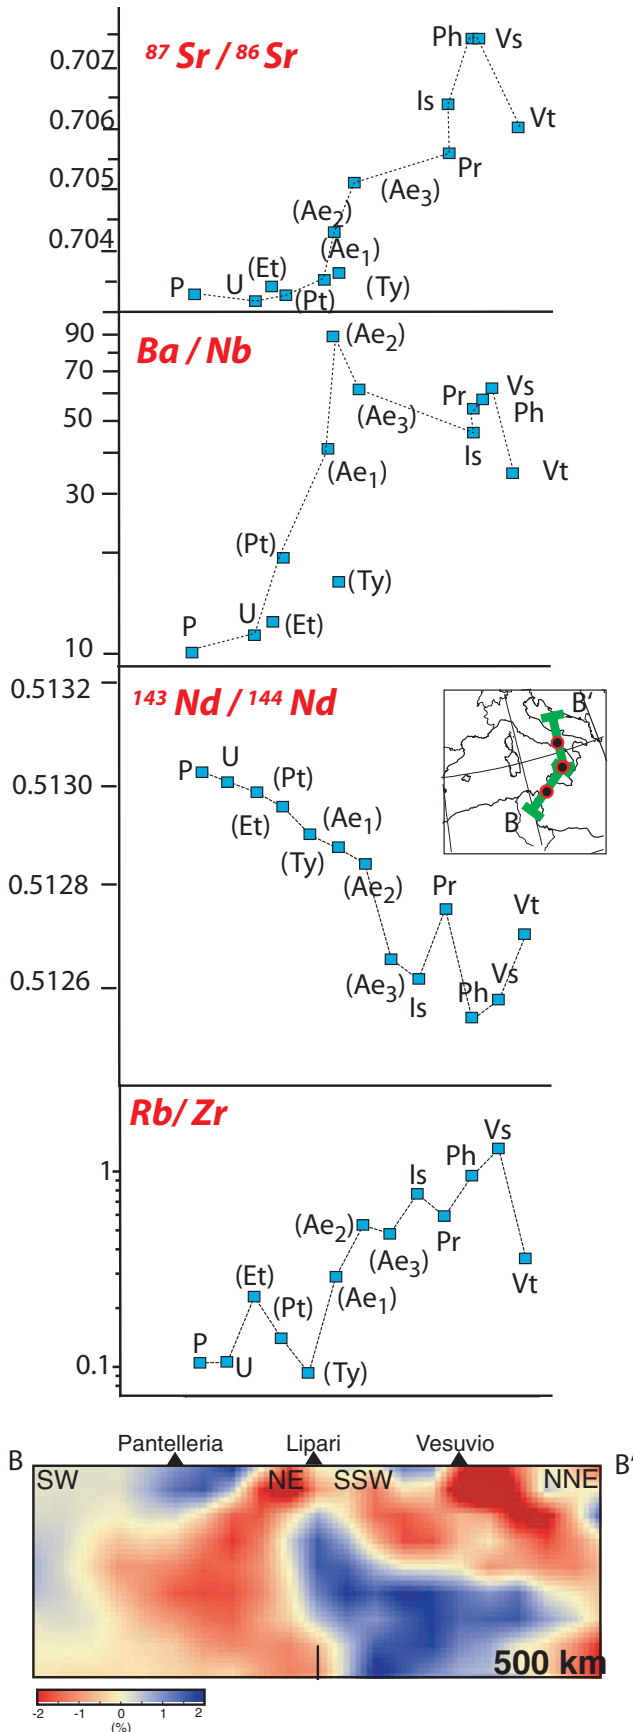 87 Sr / 86 Sr
0.707
0.706
0.705
0.704
Ph Vs
Is
Vt
Pr
(Ae3)
(Ae2)
(Ae1)
(Et)
P U
(Pt)
(Ty)
Ba / Nb
90
70
50
30
10
(Ae2)
Pr Vs
(Ae3) Ph
(Ae1) Is Vt
(Pt)
(Ty)
P U (Et)
143 Nd / 144 Nd
0.5132
0.5130
0.5128
0.5126
B'
B
P U (Pt)
(Et) (Ae1)
(Ty)
(Ae2) Pr
Vt
(Ae3) Ph Vs
Is
Rb/ Zr
1
0.1
Vs
Ph
Is
(Ae2)
(Ae3) Pr
(Et)
(Pt) (Ae1) Vt
P
U (Ty)
B Pantelleria Lipari Vesuvio B'
SW NE SSW NNE
500 km
-2 -1 0 1 2
(%)